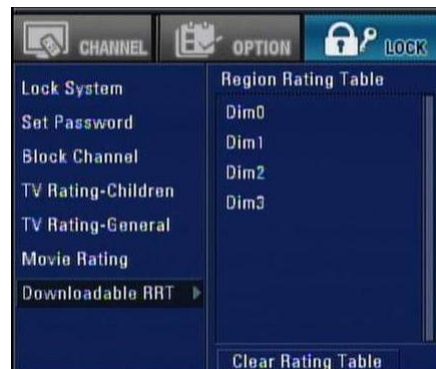 CHANNEL OPTION LOCK
Lock System
Set Password
Block Channel
TV Rating-Children
TV Rating-General
Movie Rating
Downloadable RRT
Region Rating Table
Dim0
Dim1
Dim2
Dim3
Clear Rating Table